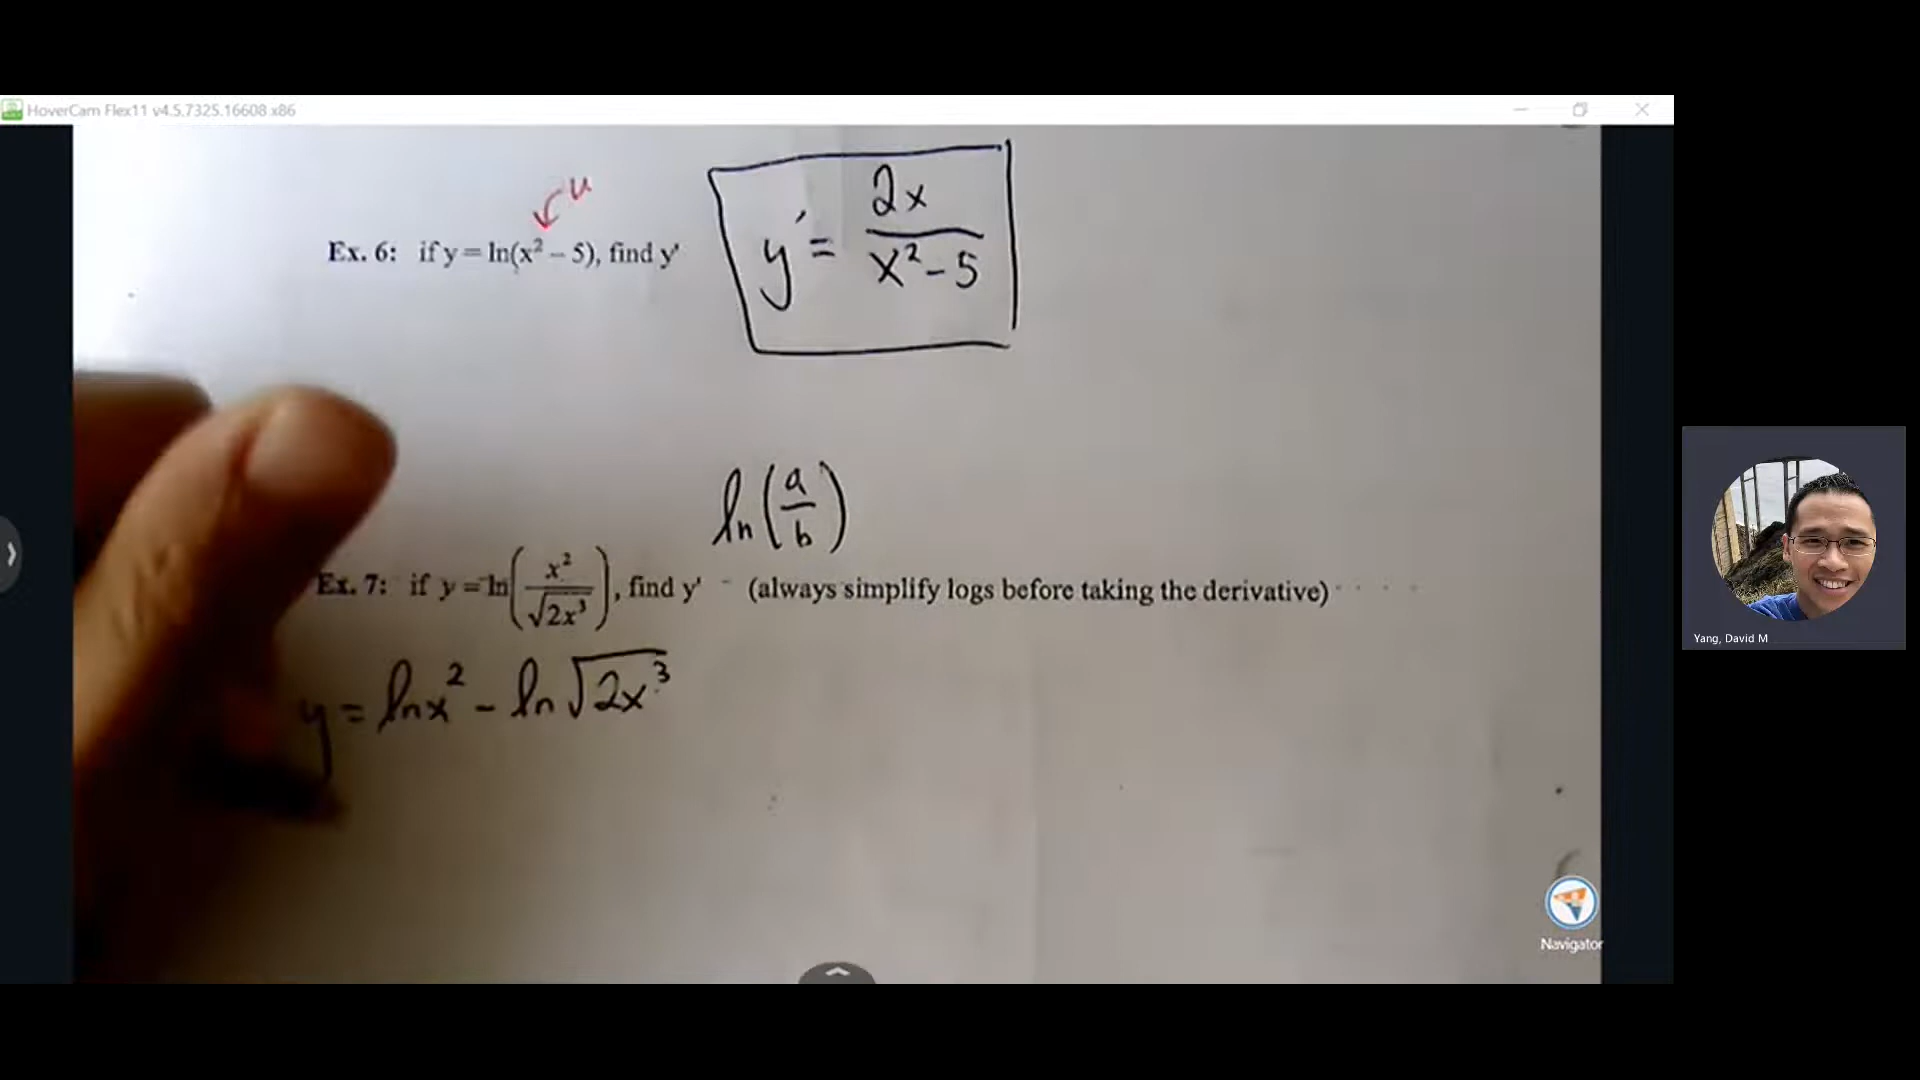 HoverCam Flex11 v4.5.7325.16608 x86
u
Ex. 6: if y = ln(x² – 5), find y'
y' = 2x / x² - 5
ln(a/b)
Ex. 7: if y = ln(x² / √2x³), find y' (always simplify logs before taking the derivative)
y = ln x² - ln √2x³
Yang, David M
Navigator